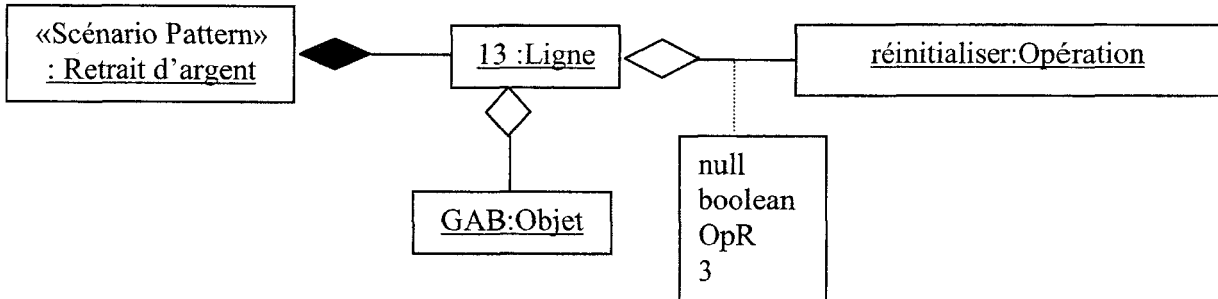 «Scénario Pattern»
: Retrait d'argent
13 :Ligne
réinitialiser:Opération
GAB:Objet
null
boolean
OpR
3